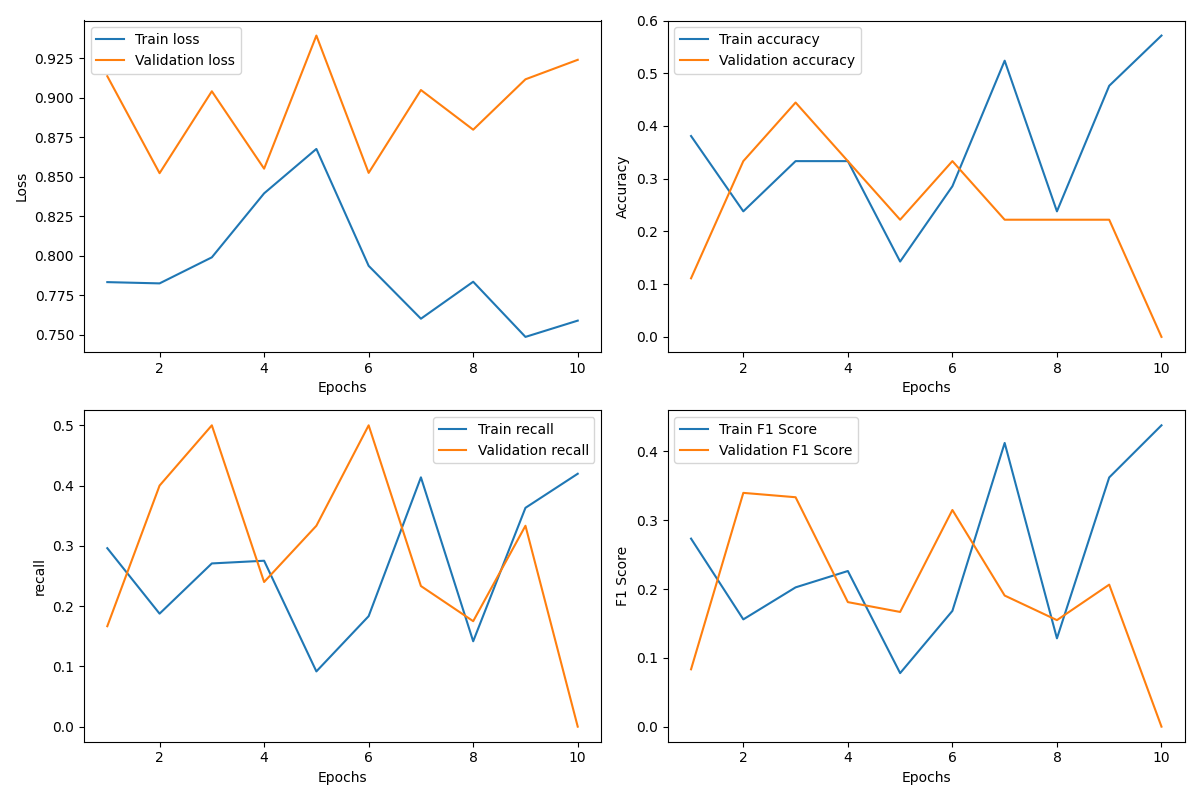 Train loss
Validation loss
0.925
0.900
0.875
0.850
0.825
0.800
0.775
0.750
Loss
2 4 6 8 10
Epochs
Train accuracy
Validation accuracy
0.6
0.5
0.4
0.3
0.2
0.1
0.0
Accuracy
2 4 6 8 10
Epochs
Train recall
Validation recall
0.5
0.4
0.3
0.2
0.1
0.0
recall
2 4 6 8 10
Epochs
Train F1 Score
Validation F1 Score
0.4
0.3
0.2
0.1
0.0
F1 Score
2 4 6 8 10
Epochs